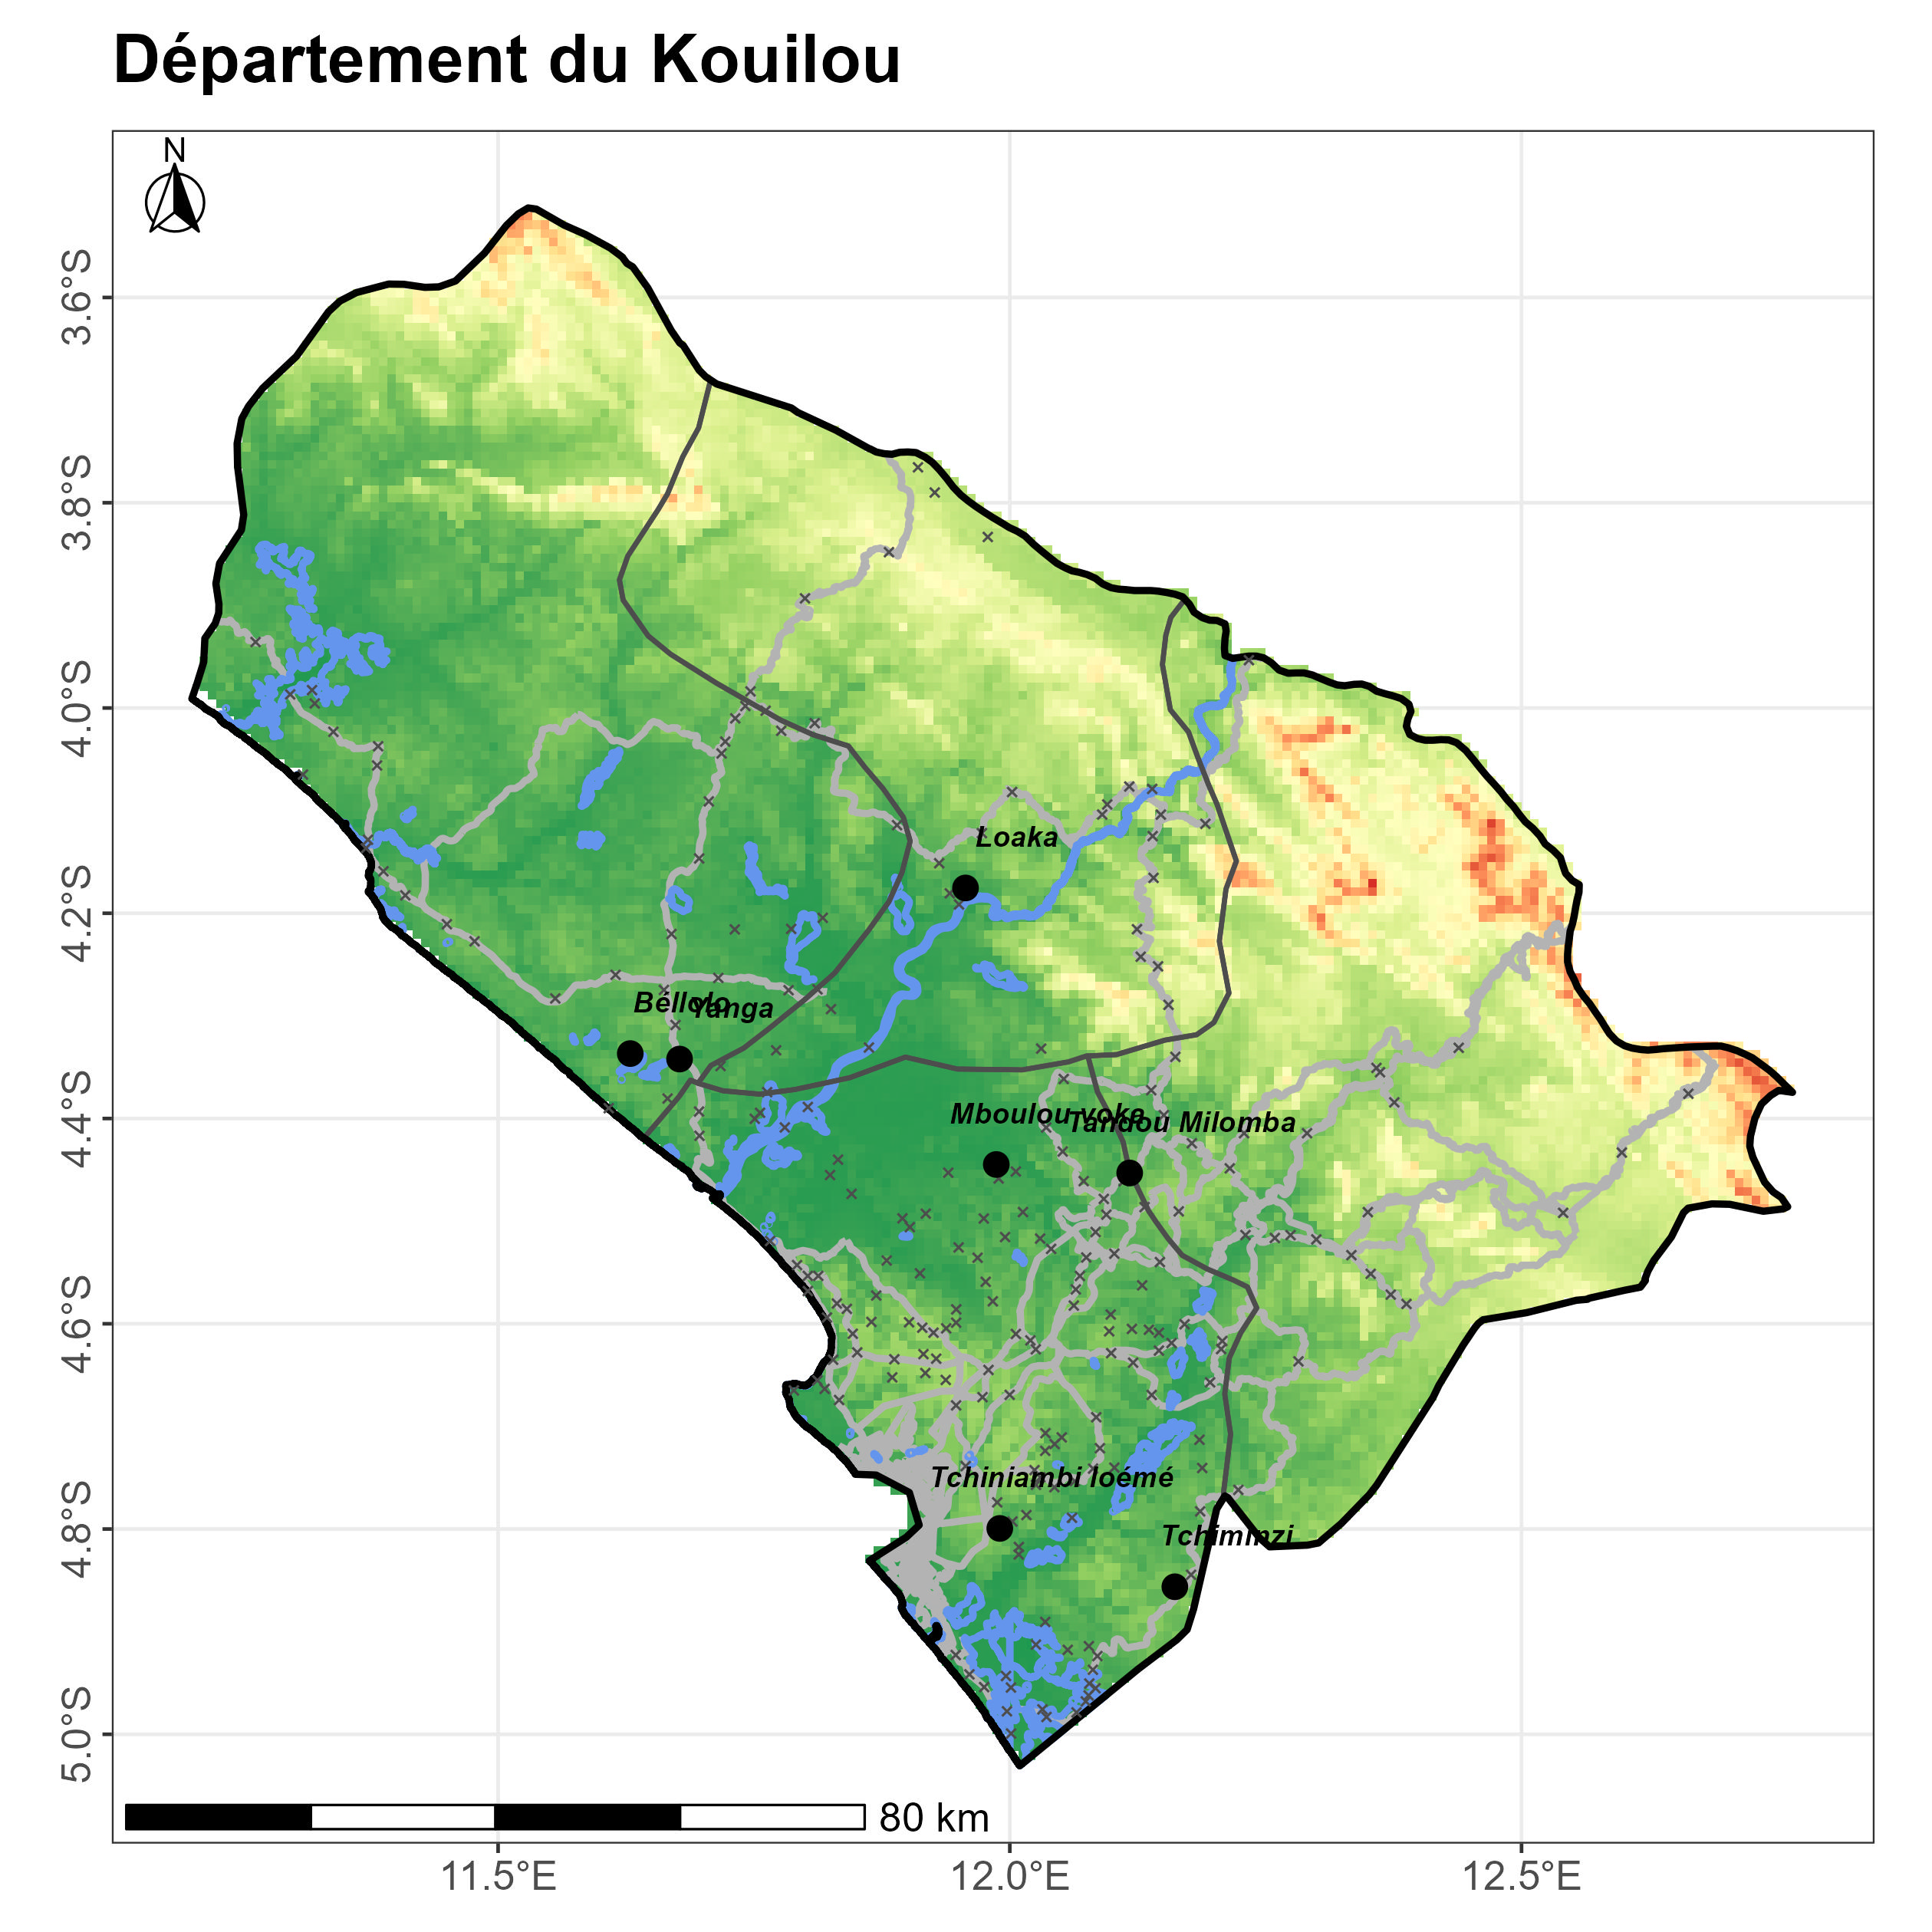 Département du Kouilou
N
3.6°S
3.8°S
4.0°S
4.2°S
4.4°S
4.6°S
4.8°S
5.0°S
Loaka
Béllolo
Yanga
Mboulou voke
Tandou Milomba
Tchiniambi loémé
Tchiminzi
80 km
11.5°E
12.0°E
12.5°E